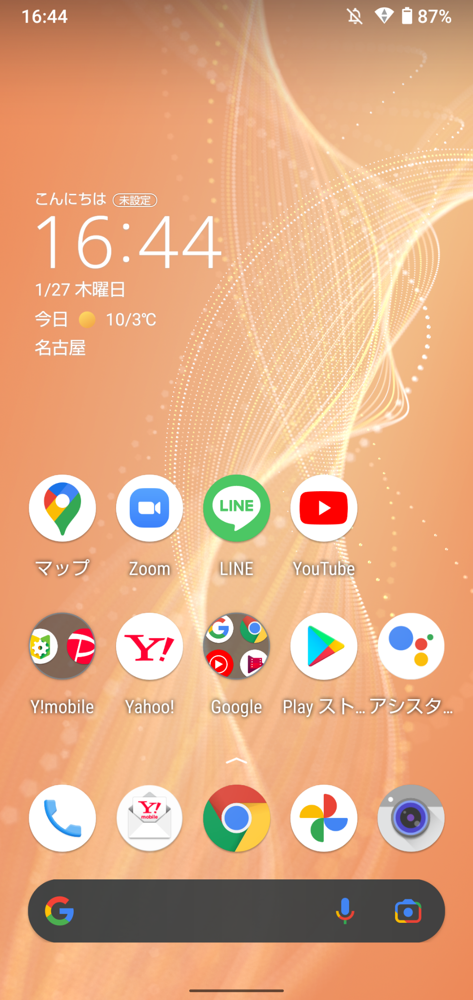 16:44 87%
こんにちは 未設定
16:44
1/27 木曜日
今日 10/3℃
名古屋
LINE
マップ Zoom LINE YouTube
Y!
Y!mobile Yahoo! Google Play スト… アシスタ…
Y!
mobile